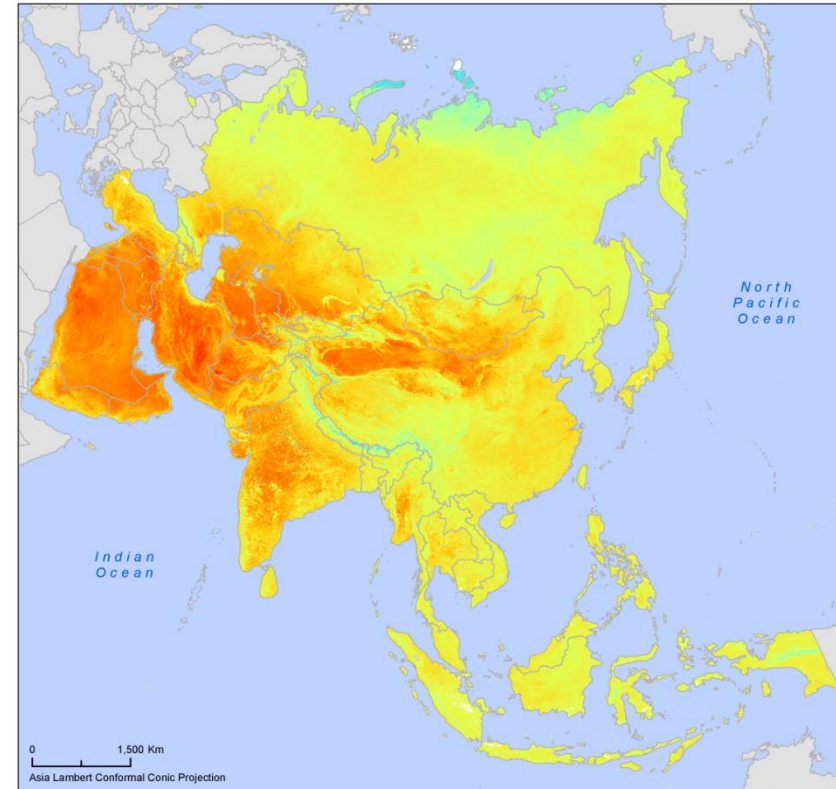 North
Pacific
Ocean
Indian
Ocean
0 1,500 Km
Asia Lambert Conformal Conic Projection